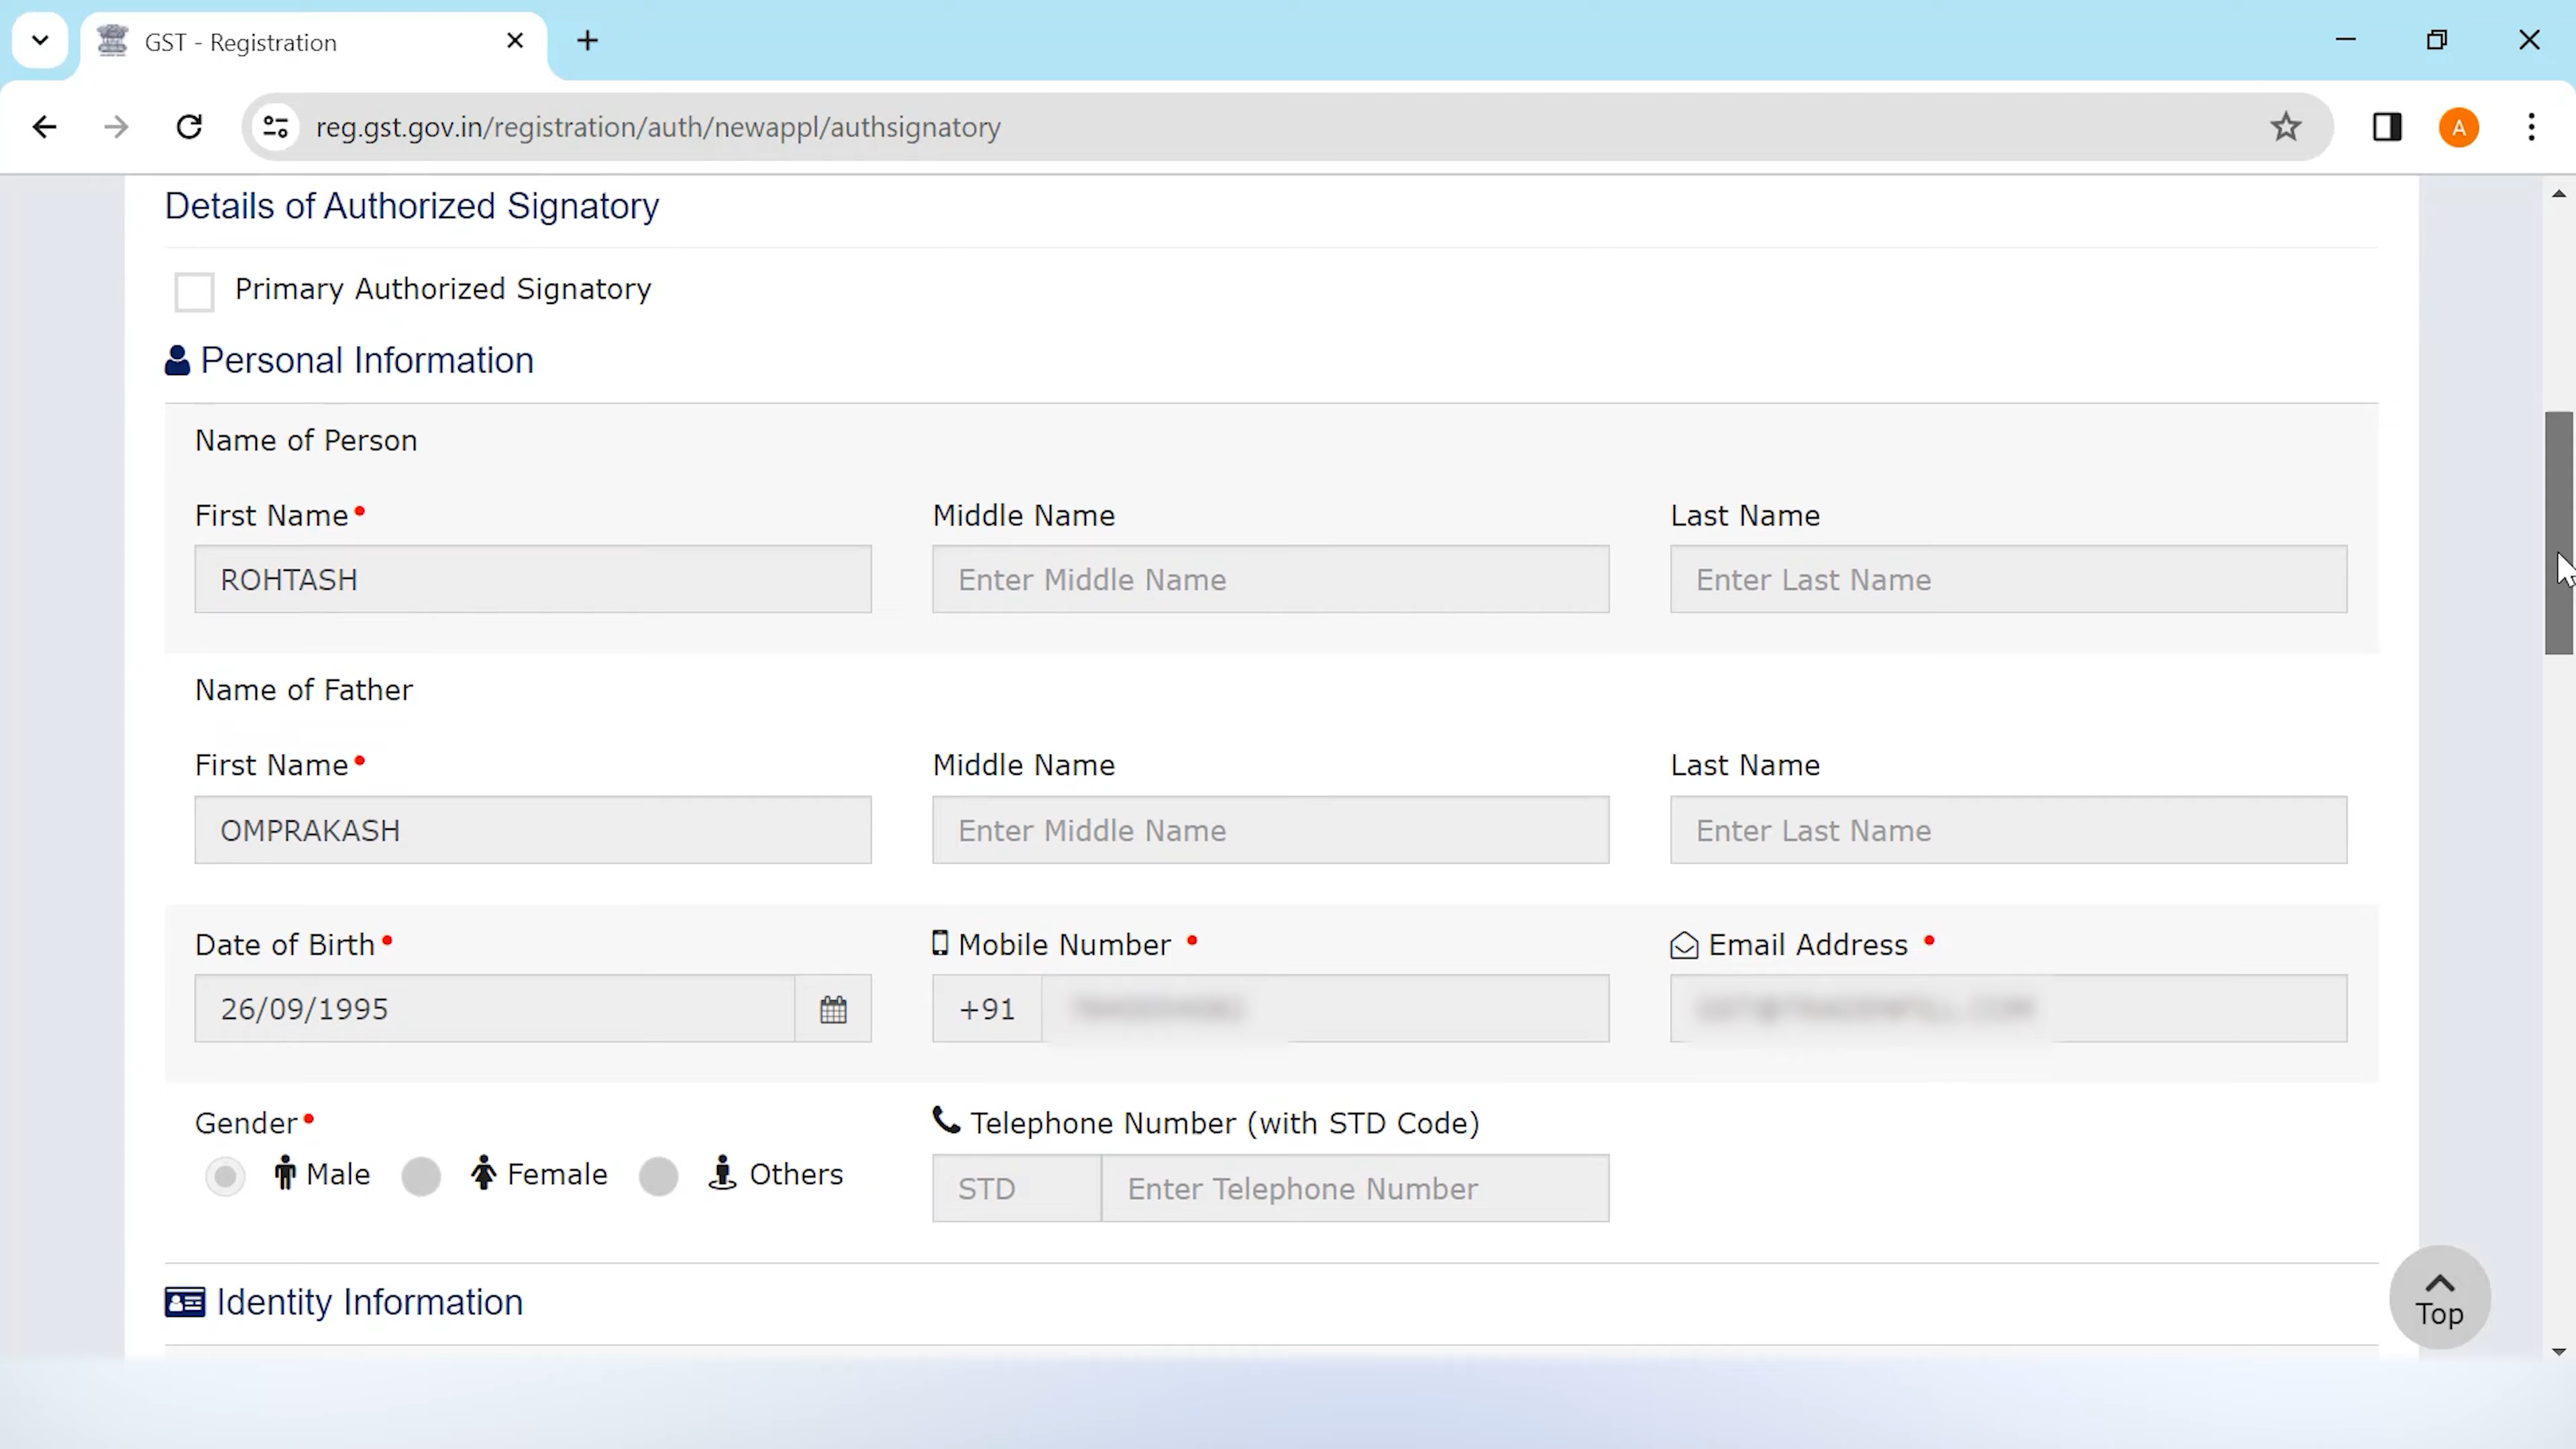 GST - Registration
reg.gst.gov.in/registration/auth/newappl/authsignatory
A
Details of Authorized Signatory
Primary Authorized Signatory
Personal Information
Name of Person
First Name• Middle Name Last Name
ROHTASH Enter Middle Name Enter Last Name
Name of Father
First Name• Middle Name Last Name
OMPRAKASH Enter Middle Name Enter Last Name
Date of Birth• Mobile Number • Email Address •
26/09/1995 +91
Gender• Telephone Number (with STD Code)
Male Female Others STD Enter Telephone Number
Identity Information
Top